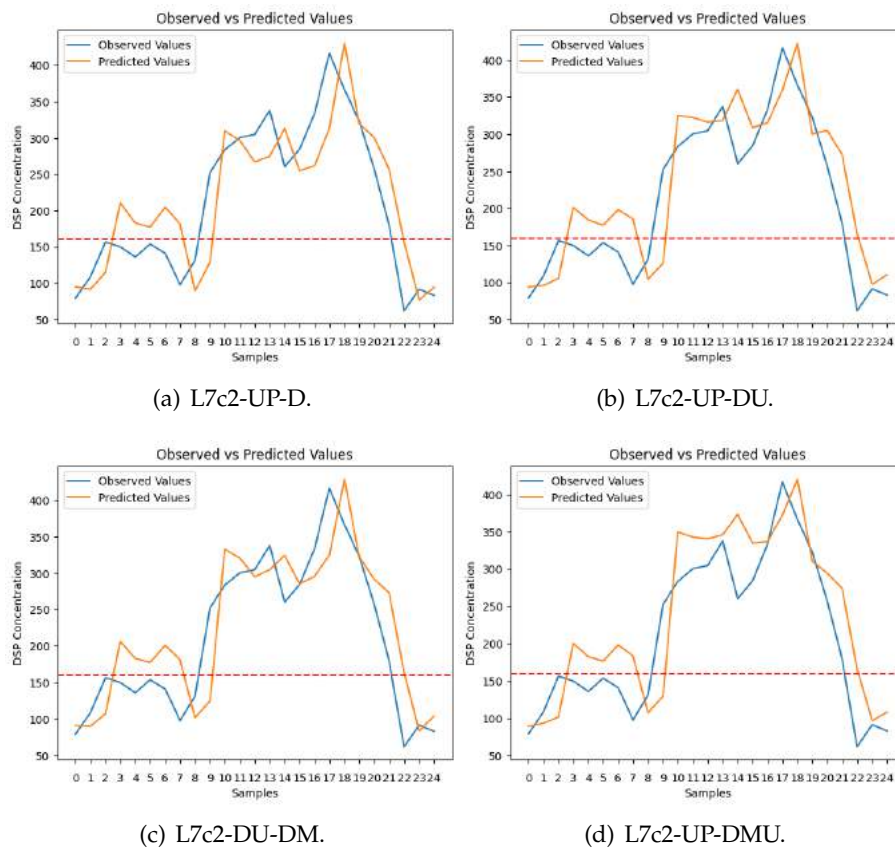 Observed vs Predicted Values
Observed Values
Predicted Values
DSP Concentration
400
350
300
250
200
150
100
50
0 1 2 3 4 5 6 7 8 9 10 11 12 13 14 15 16 17 18 19 20 21 22 23 24
Samples
(a) L7c2-UP-D.
Observed vs Predicted Values
Observed Values
Predicted Values
DSP Concentration
400
350
300
250
200
150
100
50
0 1 2 3 4 5 6 7 8 9 10 11 12 13 14 15 16 17 18 19 20 21 22 23 24
Samples
(b) L7c2-UP-DU.
Observed vs Predicted Values
Observed Values
Predicted Values
DSP Concentration
400
350
300
250
200
150
100
50
0 1 2 3 4 5 6 7 8 9 10 11 12 13 14 15 16 17 18 19 20 21 22 23 24
Samples
(c) L7c2-DU-DM.
Observed vs Predicted Values
Observed Values
Predicted Values
DSP Concentration
400
350
300
250
200
150
100
50
0 1 2 3 4 5 6 7 8 9 10 11 12 13 14 15 16 17 18 19 20 21 22 23 24
Samples
(d) L7c2-UP-DMU.